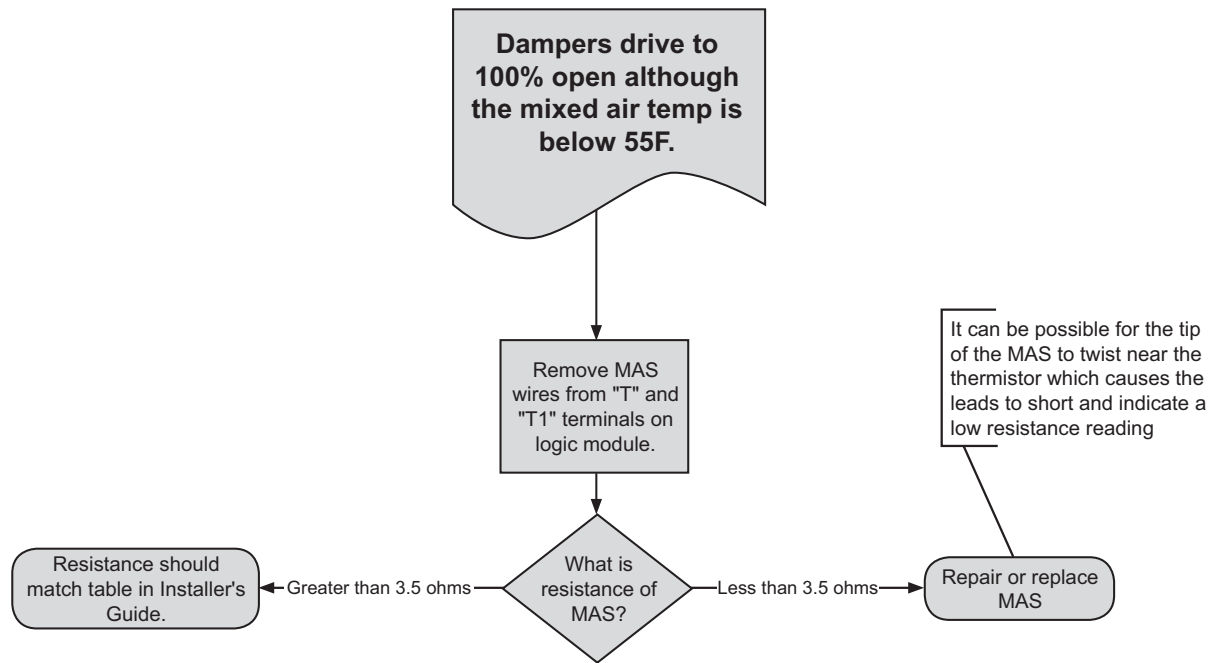 Dampers drive to
100% open although
the mixed air temp is
below 55F.
Remove MAS
wires from "T" and
"T1" terminals on
logic module.
It can be possible for the tip
of the MAS to twist near the
thermistor which causes the
leads to short and indicate a
low resistance reading
Resistance should
match table in Installer's
Guide.
Greater than 3.5 ohms
What is
resistance of
MAS?
Less than 3.5 ohms
Repair or replace
MAS